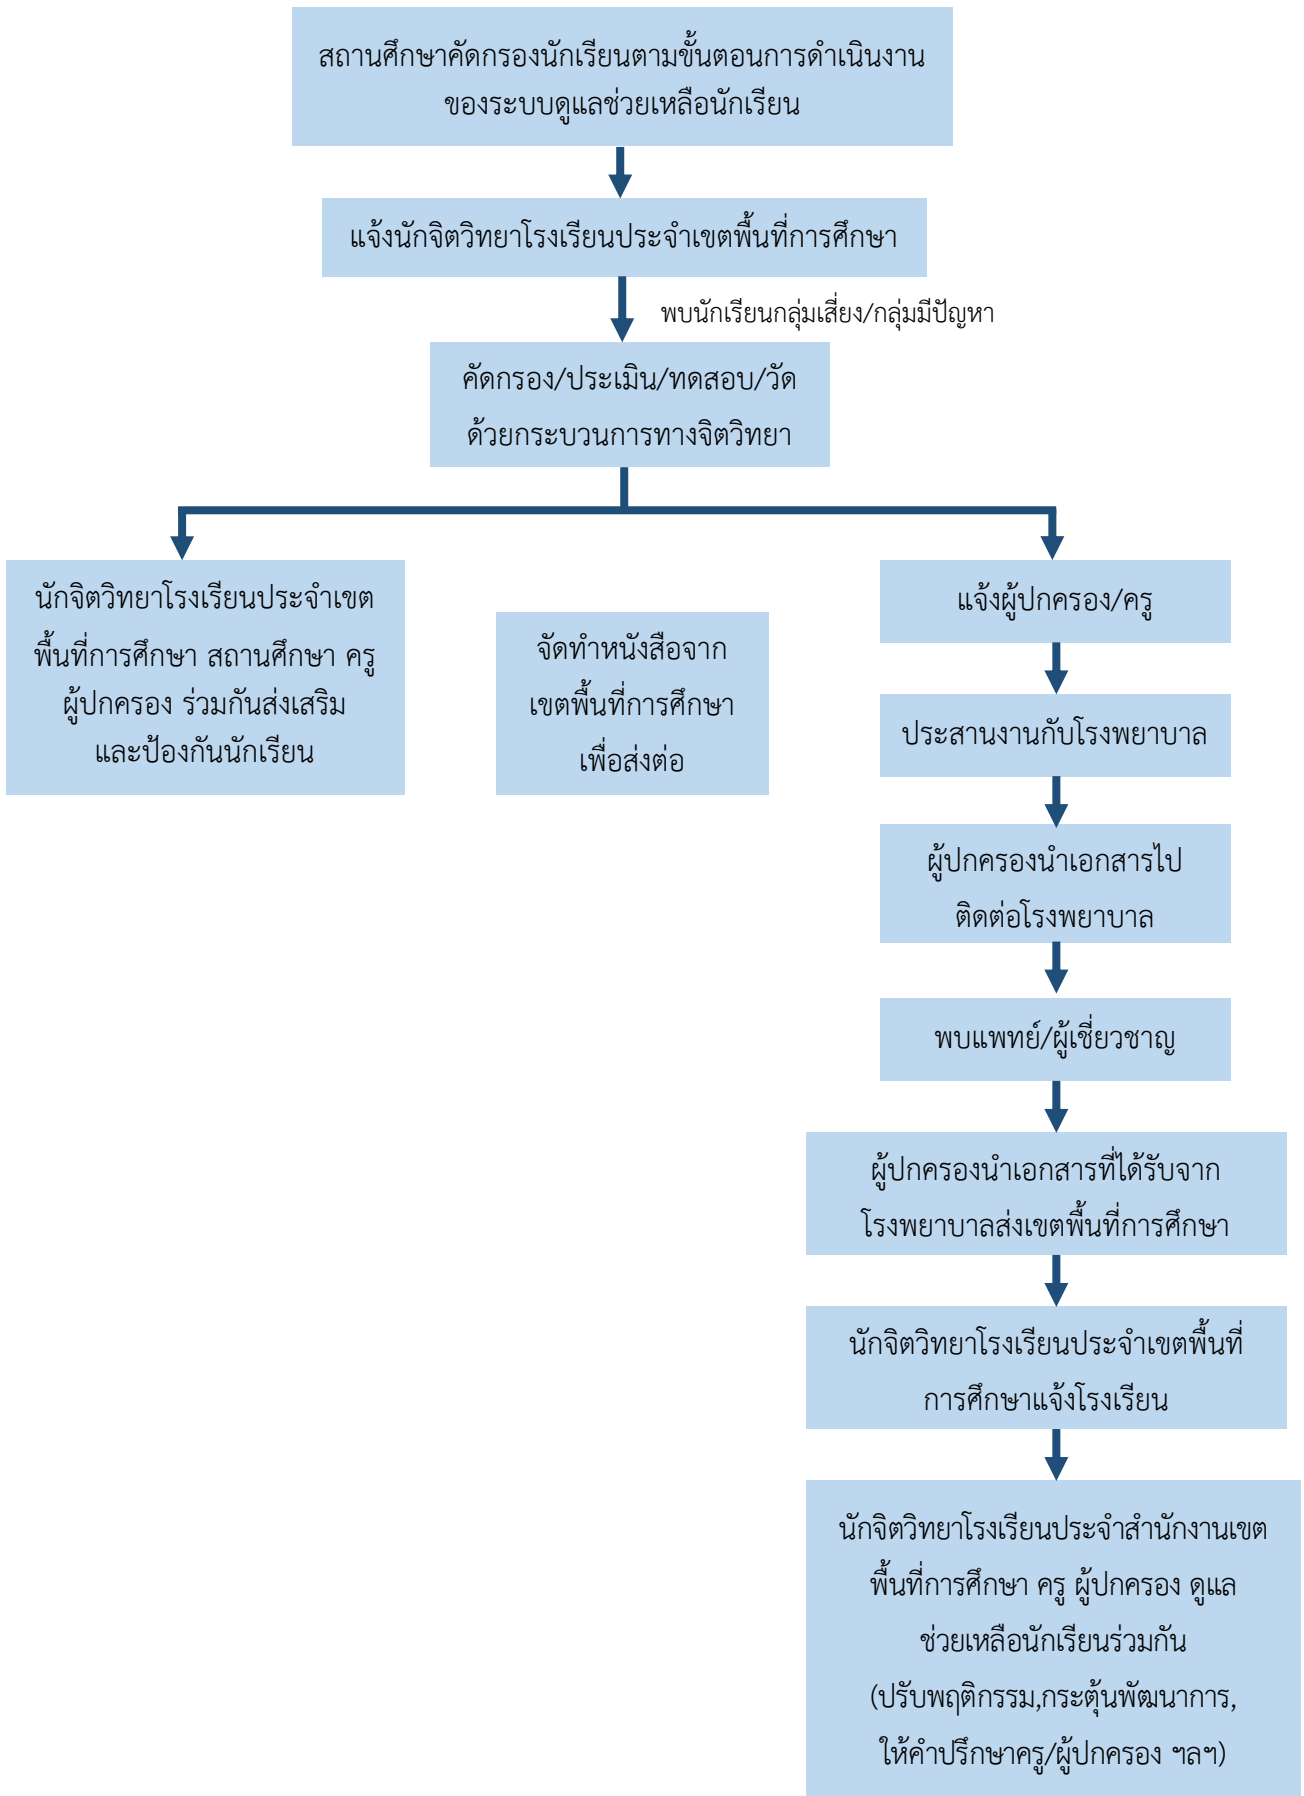 สถานศึกษาคัดกรองนักเรียนตามขั้นตอนการดำเนินงาน
ของระบบดูแลช่วยเหลือนักเรียน
แจ้งนักจิตวิทยาโรงเรียนประจำเขตพื้นที่การศึกษา
พบนักเรียนกลุ่มเสี่ยง/กลุ่มมีปัญหา
คัดกรอง/ประเมิน/ทดสอบ/วัด
ด้วยกระบวนการทางจิตวิทยา
นักจิตวิทยาโรงเรียนประจำเขต
พื้นที่การศึกษา สถานศึกษา ครู
ผู้ปกครอง ร่วมกันส่งเสริม
และป้องกันนักเรียน
จัดทำหนังสือจาก
เขตพื้นที่การศึกษา
เพื่อส่งต่อ
แจ้งผู้ปกครอง/ครู
ประสานงานกับโรงพยาบาล
ผู้ปกครองนำเอกสารไป
ติดต่อโรงพยาบาล
พบแพทย์/ผู้เชี่ยวชาญ
ผู้ปกครองนำเอกสารที่ได้รับจาก
โรงพยาบาลส่งเขตพื้นที่การศึกษา
นักจิตวิทยาโรงเรียนประจำเขตพื้นที่
การศึกษาแจ้งโรงเรียน
นักจิตวิทยาโรงเรียนประจำสำนักงานเขต
พื้นที่การศึกษา ครู ผู้ปกครอง ดูแล
ช่วยเหลือนักเรียนร่วมกัน
(ปรับพฤติกรรม,กระตุ้นพัฒนาการ,
ให้คำปรึกษาครู/ผู้ปกครอง ฯลฯ)